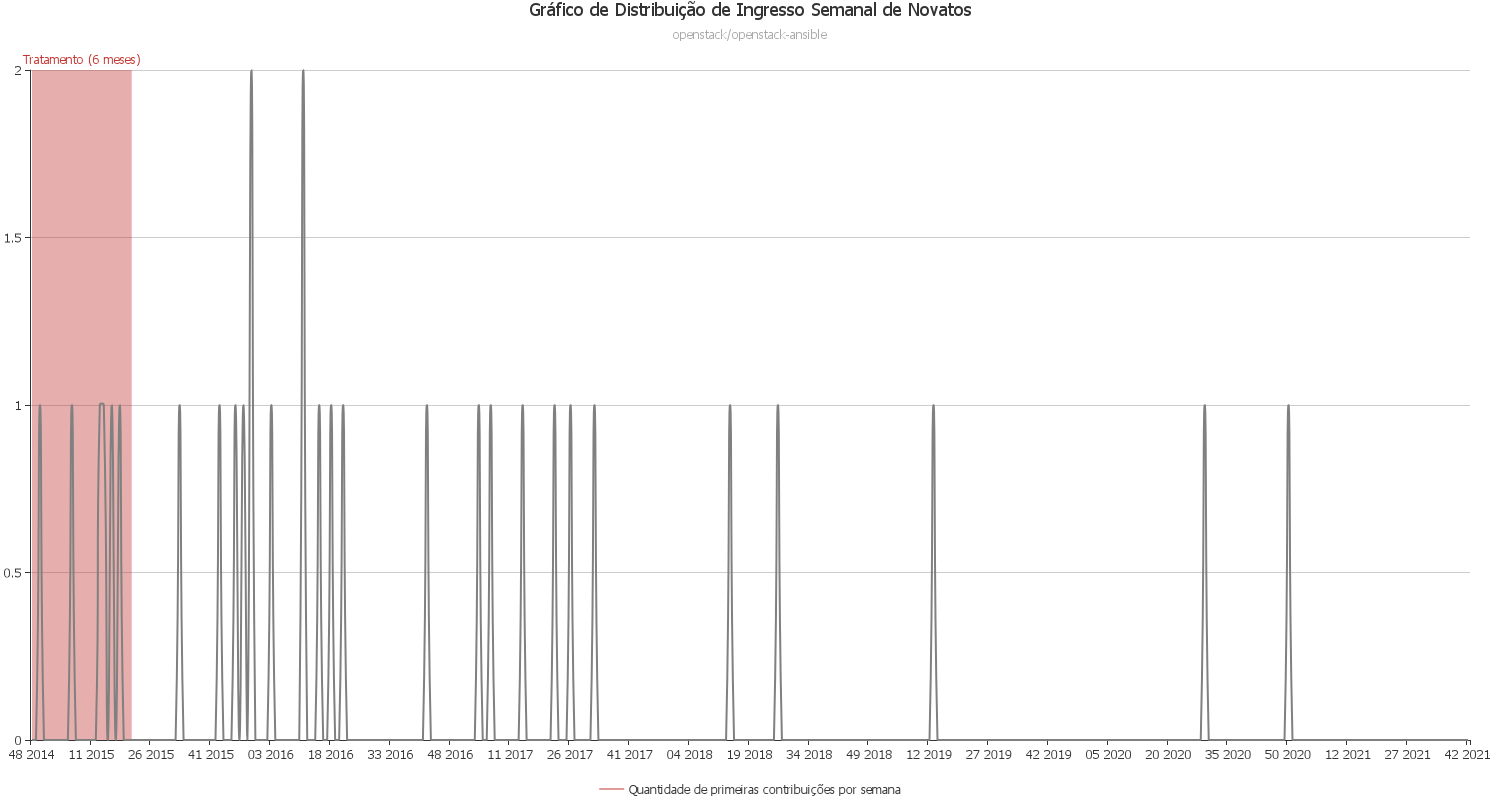 Gráfico de Distribuição de Ingresso Semanal de Novatos
openstack/openstack-ansible
Tratamento (6 meses)
2
1.5
1
0.5
0
48 2014 11 2015 26 2015 41 2015 03 2016 18 2016 33 2016 48 2016 11 2017 26 2017 41 2017 04 2018 19 2018 34 2018 49 2018 12 2019 27 2019 42 2019 05 2020 20 2020 35 2020 50 2020 12 2021 27 2021 42 2021
Quantidade de primeiras contribuições por semana